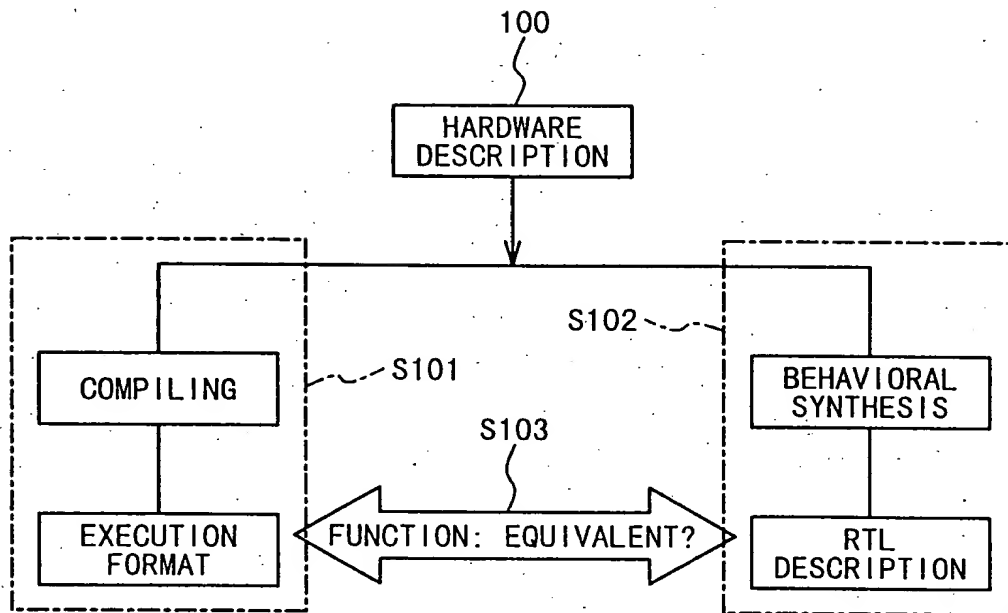 100
HARDWARE
DESCRIPTION
S102
S101
COMPILING
BEHAVIORAL
SYNTHESIS
S103
EXECUTION
FORMAT
FUNCTION: EQUIVALENT?
RTL
DESCRIPTION